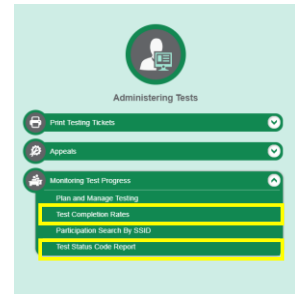 Administering Tests
Print Testing Tickets
Appeals
Monitoring Test Progress
Plan and Manage Testing
Test Completion Rates
Participation Search By SSID
Test Status Code Report